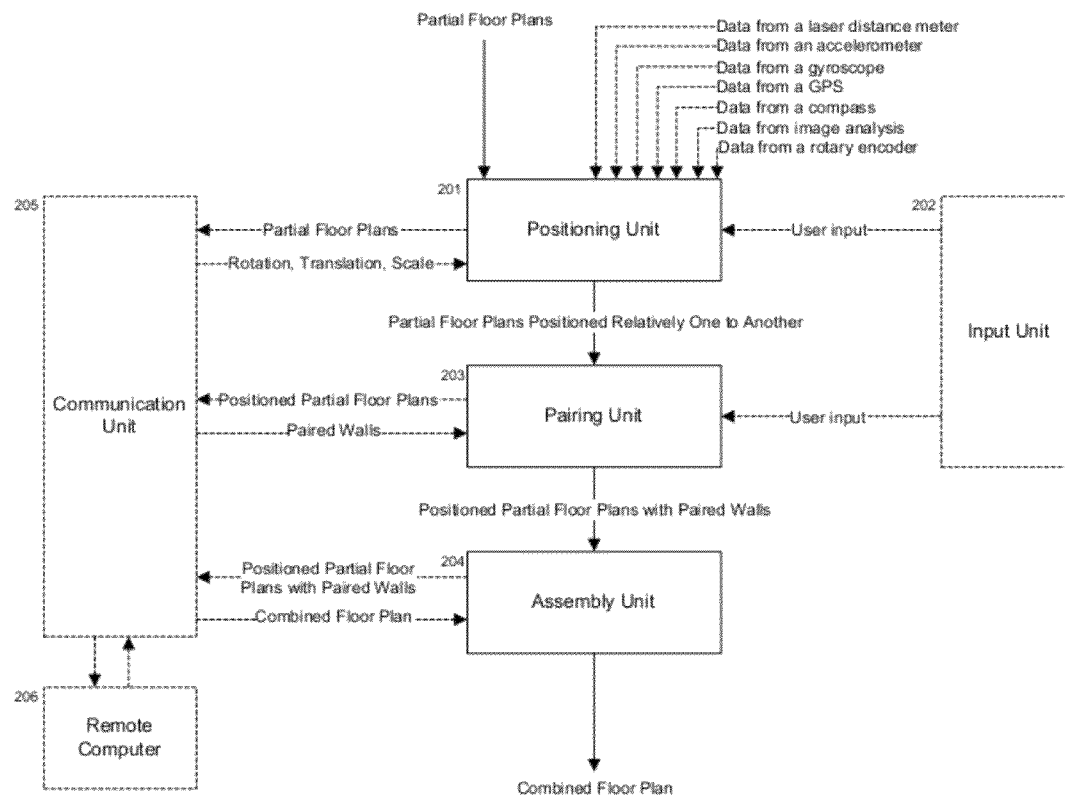 Partial Floor Plans
Data from a laser distance meter
Data from an accelerometer
Data from a gyroscope
Data from a GPS
Data from a compass
Data from image analysis
Data from a rotary encoder
205
201
202
Partial Floor Plans
Positioning Unit
User input
Rotation, Translation, Scale
Partial Floor Plans Positioned Relatively One to Another
Input Unit
203
Communication
Unit
Positioned Partial Floor Plans
Pairing Unit
User input
Paired Walls
Positioned Partial Floor Plans with Paired Walls
204
Positioned Partial Floor
Plans with Paired Walls
Assembly Unit
Combined Floor Plan
206
Remote
Computer
Combined Floor Plan